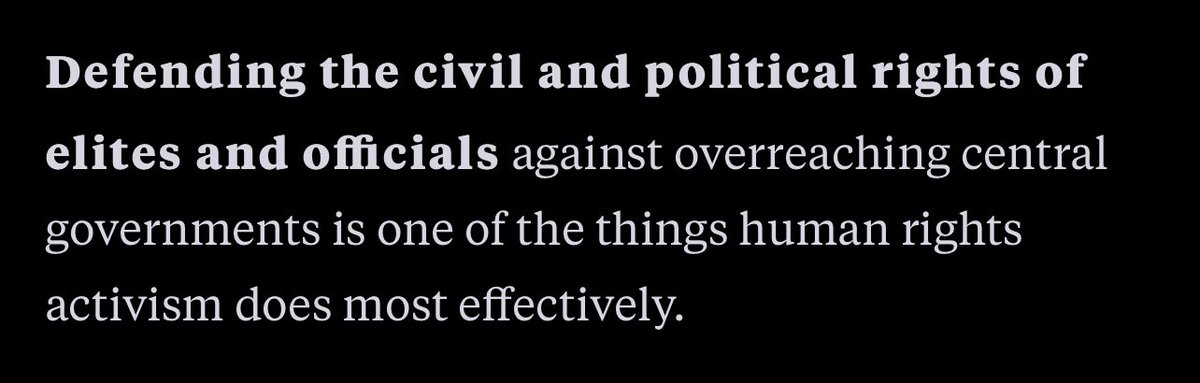 Defending the civil and political rights of
elites and officials against overreaching central
governments is one of the things human rights
activism does most effectively.